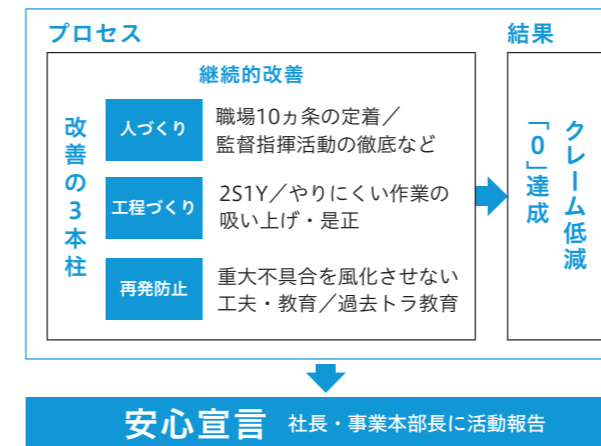 プロセス
結果
継続的改善
改善の3本柱
人づくり
職場10ヵ条の定着／
監督指揮活動の徹底など
工程づくり
2S1Y／やりにくい作業の
吸い上げ・是正
再発防止
重大不具合を風化させない
工夫・教育／過去トラ教育
クレーム低減
「0」達成
安心宣言 社長・事業本部長に活動報告